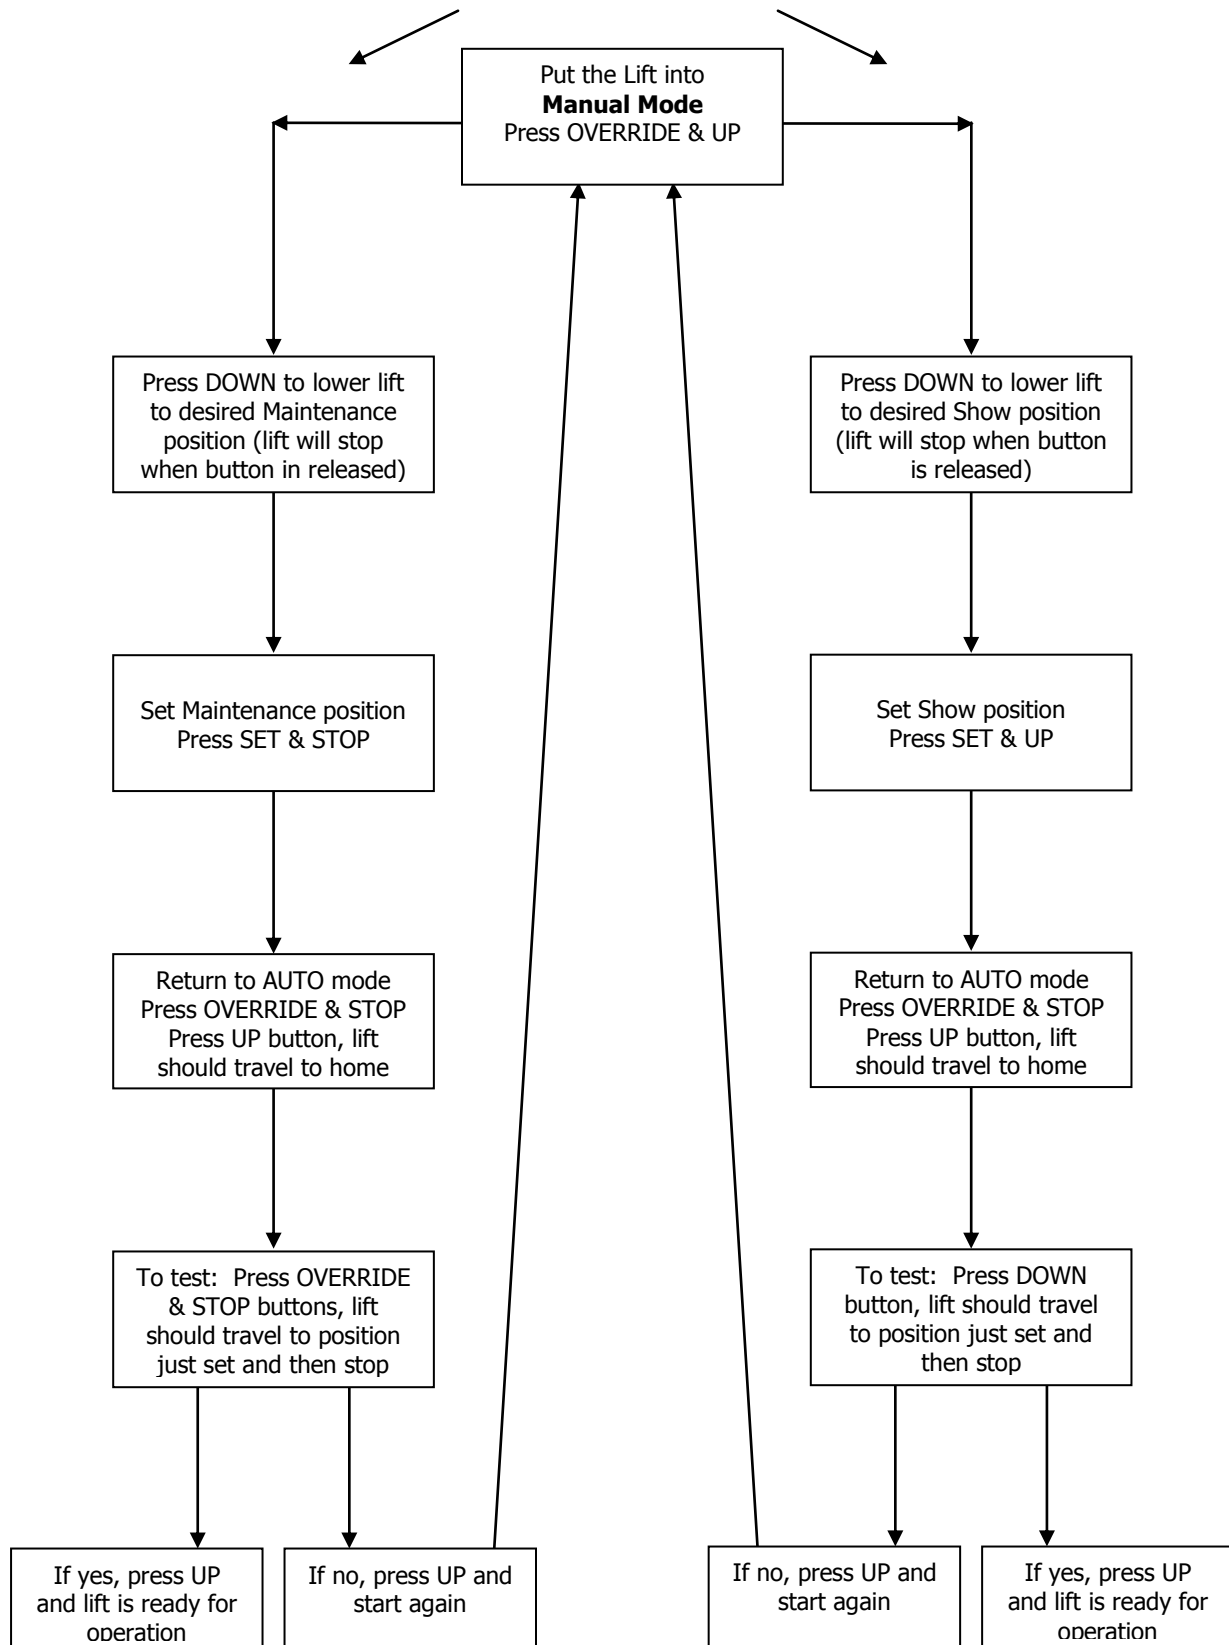 Put the Lift into
Manual Mode
Press OVERRIDE & UP
Press DOWN to lower lift
to desired Maintenance
position (lift will stop
when button in released)
Press DOWN to lower lift
to desired Show position
(lift will stop when button
is released)
Set Maintenance position
Press SET & STOP
Set Show position
Press SET & UP
Return to AUTO mode
Press OVERRIDE & STOP
Press UP button, lift
should travel to home
Return to AUTO mode
Press OVERRIDE & STOP
Press UP button, lift
should travel to home
To test:  Press OVERRIDE
& STOP buttons, lift
should travel to position
just set and then stop
To test:  Press DOWN
button, lift should travel
to position just set and
then stop
If yes, press UP
and lift is ready for
operation
If no, press UP and
start again
If no, press UP and
start again
If yes, press UP
and lift is ready for
operation